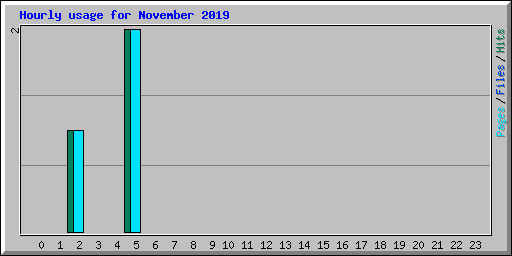 Hourly usage for November 2019
2
Pages/Files/Hits
0 1 2 3 4 5 6 7 8 9 10 11 12 13 14 15 16 17 18 19 20 21 22 23